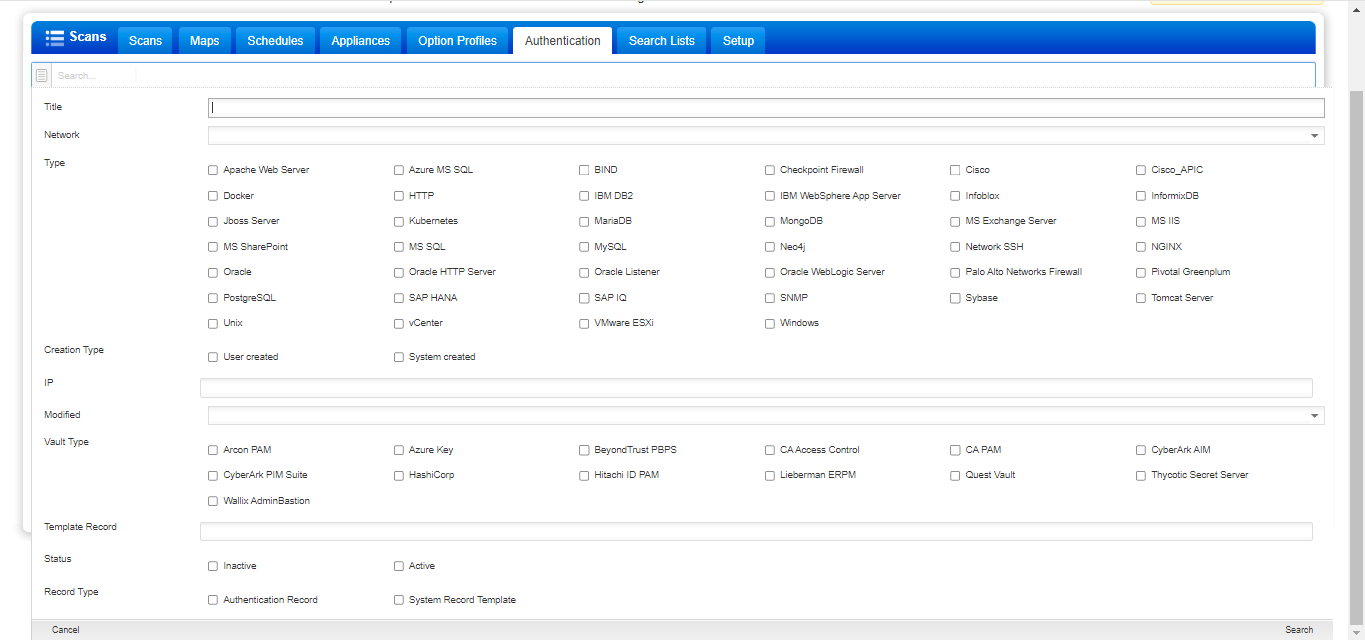 Scans Scans Maps Schedules Appliances Option Profiles Authentication Search Lists Setup
Search...
Title
Network
Type
Apache Web Server Azure MS SQL BIND Checkpoint Firewall Cisco Cisco_APIC
Docker HTTP IBM DB2 IBM WebSphere App Server Infoblox InformixDB
Jboss Server Kubernetes MariaDB MongoDB MS Exchange Server MS IIS
MS SharePoint MS SQL MySQL Neo4j Network SSH NGINX
Oracle Oracle HTTP Server Oracle Listener Oracle WebLogic Server Palo Alto Networks Firewall Pivotal Greenplum
PostgreSQL SAP HANA SAP IQ SNMP Sybase Tomcat Server
Unix vCenter VMware ESXi Windows
Creation Type
User created System created
IP
Modified
Vault Type
Arcon PAM Azure Key BeyondTrust PBPS CA Access Control CA PAM CyberArk AIM
CyberArk PIM Suite HashiCorp Hitachi ID PAM Lieberman ERPM Quest Vault Thycotic Secret Server
Wallix AdminBastion
Template Record
Status
Inactive Active
Record Type
Authentication Record System Record Template
Cancel Search